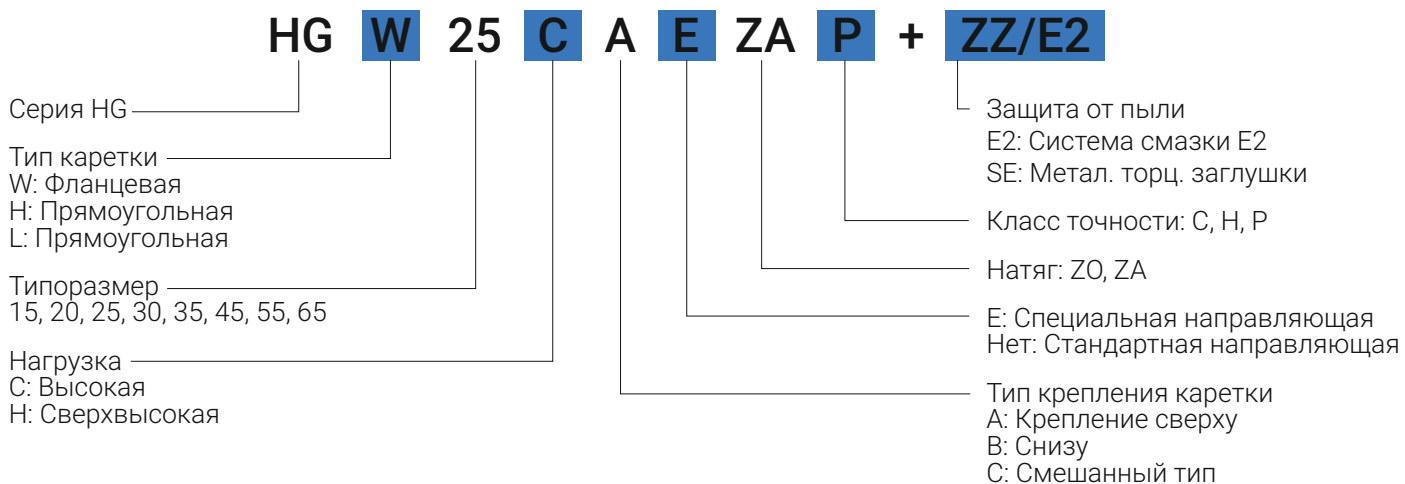 HG W 25 C A E ZA P + ZZ/E2
Серия HG
Тип каретки
W: Фланцевая
H: Прямоугольная
L: Прямоугольная
Типоразмер
15, 20, 25, 30, 35, 45, 55, 65
Нагрузка
C: Высокая
H: Сверхвысокая
Защита от пыли
E2: Система смазки E2
SE: Метал. торц. заглушки
Класс точности: C, H, P
Натяг: ZO, ZA
E: Специальная направляющая
Нет: Стандартная направляющая
Тип крепления каретки
A: Крепление сверху
B: Снизу
C: Смешанный тип